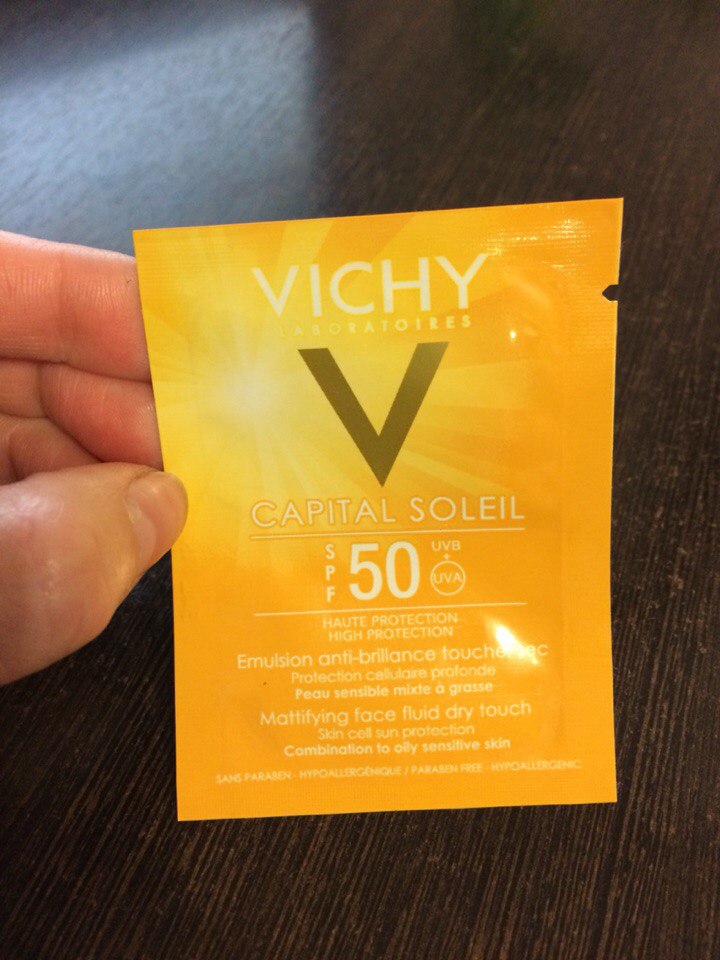 VICHY
LABORATOIRES
V
CAPITAL SOLEIL
SPF 50 UVB + UVA
HAUTE PROTECTION
HIGH PROTECTION
Emulsion anti-brillance toucher sec
Protection cellulaire profonde
Peau sensible mixte à grasse
Mattifying face fluid dry touch
Skin cell sun protection
Combination to oily sensitive skin
SANS PARABEN - HYPOALLERGÉNIQUE / PARABEN FREE - HYPOALLERGENIC